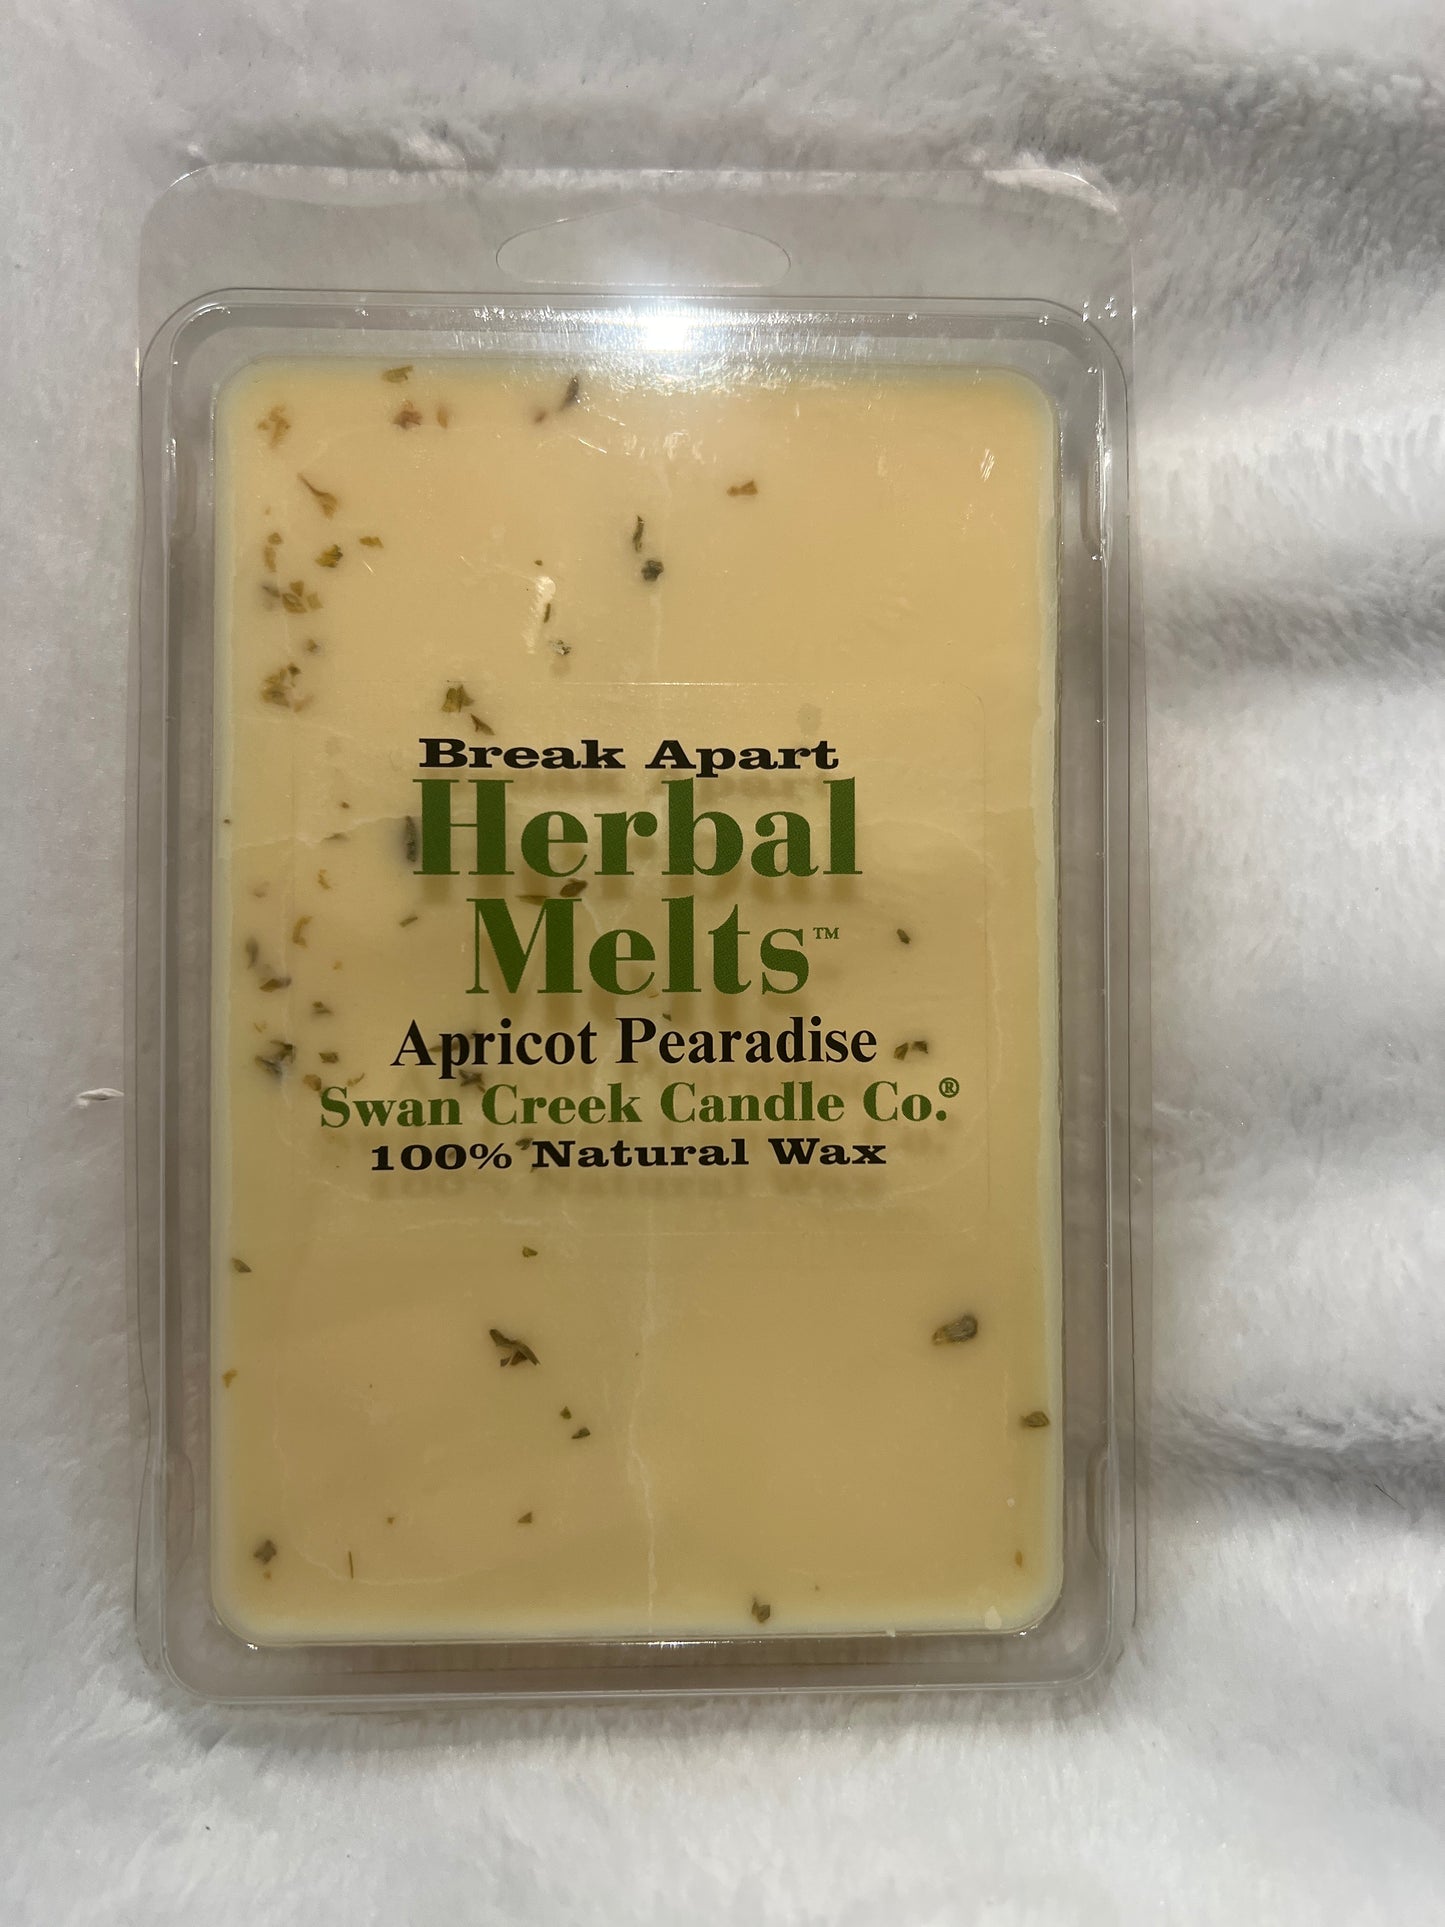 Break Apart
Herbal
Melts™
Apricot Pearadise
Swan Creek Candle Co.®
100% Natural Wax